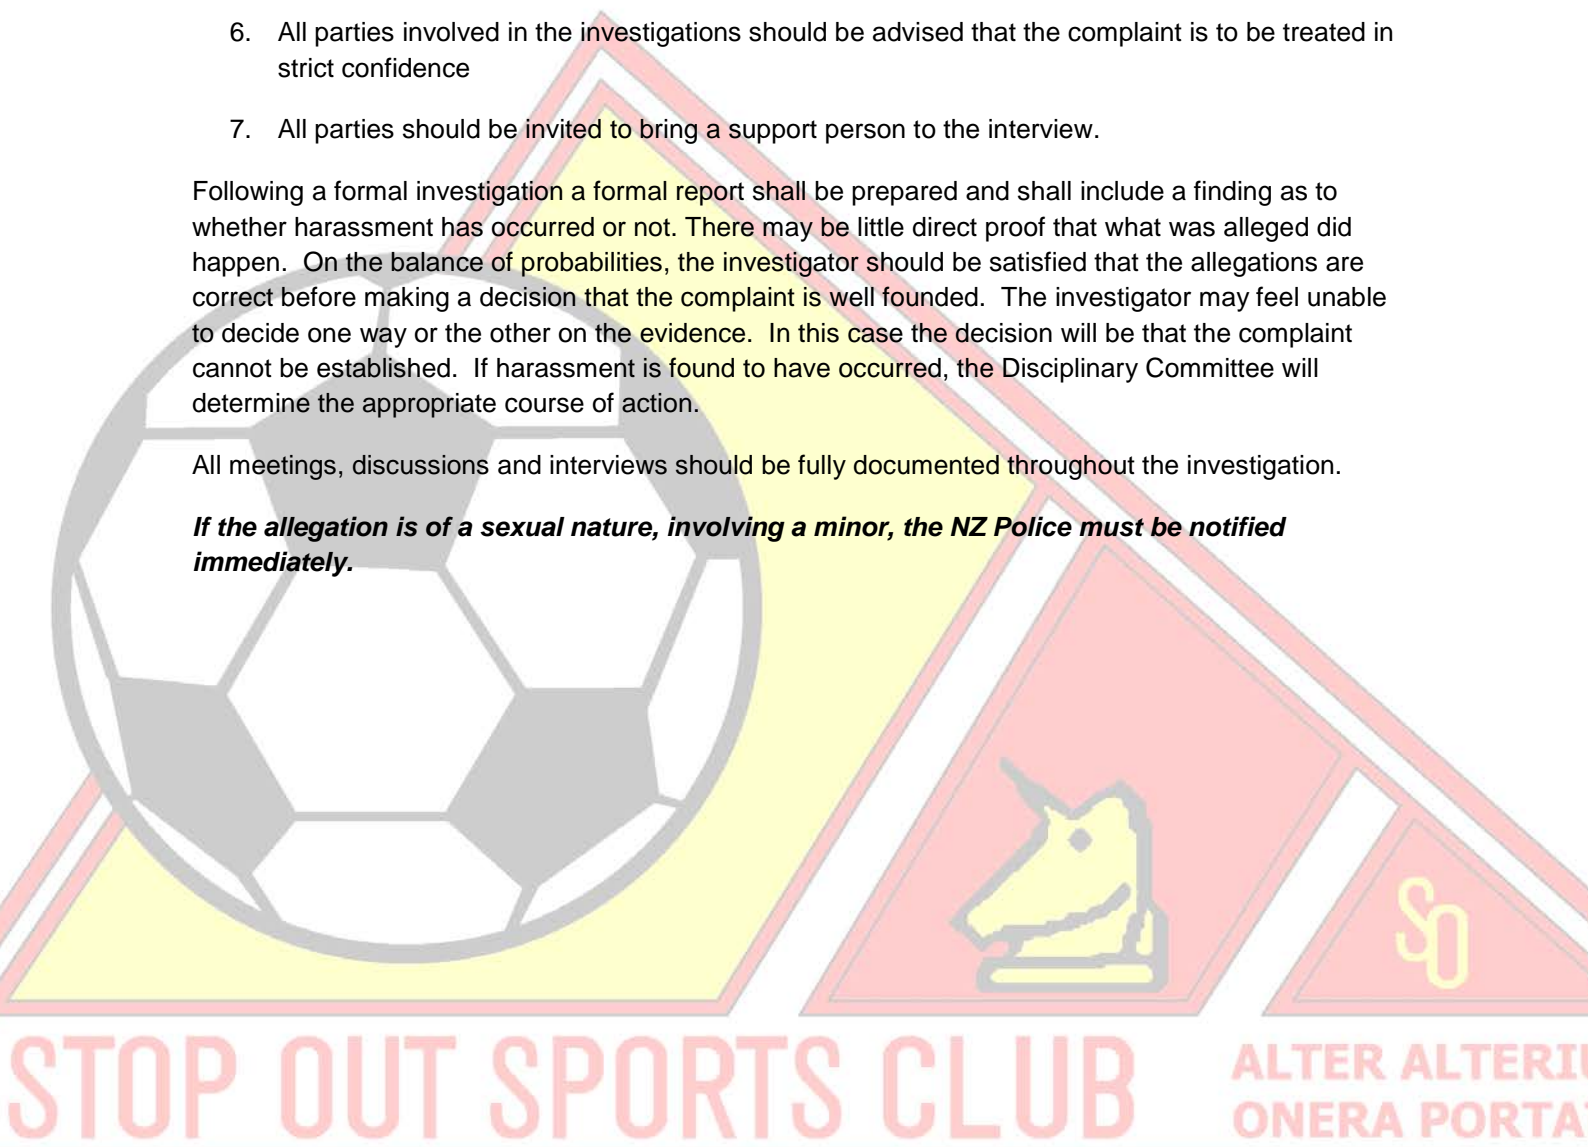 6. All parties involved in the investigations should be advised that the complaint is to be treated in
strict confidence
7. All parties should be invited to bring a support person to the interview.
Following a formal investigation a formal report shall be prepared and shall include a finding as to
whether harassment has occurred or not. There may be little direct proof that what was alleged did
happen. On the balance of probabilities, the investigator should be satisfied that the allegations are
correct before making a decision that the complaint is well founded. The investigator may feel unable
to decide one way or the other on the evidence. In this case the decision will be that the complaint
cannot be established. If harassment is found to have occurred, the Disciplinary Committee will
determine the appropriate course of action.
All meetings, discussions and interviews should be fully documented throughout the investigation.
If the allegation is of a sexual nature, involving a minor, the NZ Police must be notified
immediately.
SO
STOP OUT SPORTS CLUB
ALTER ALTERIU
ONERA PORTAT